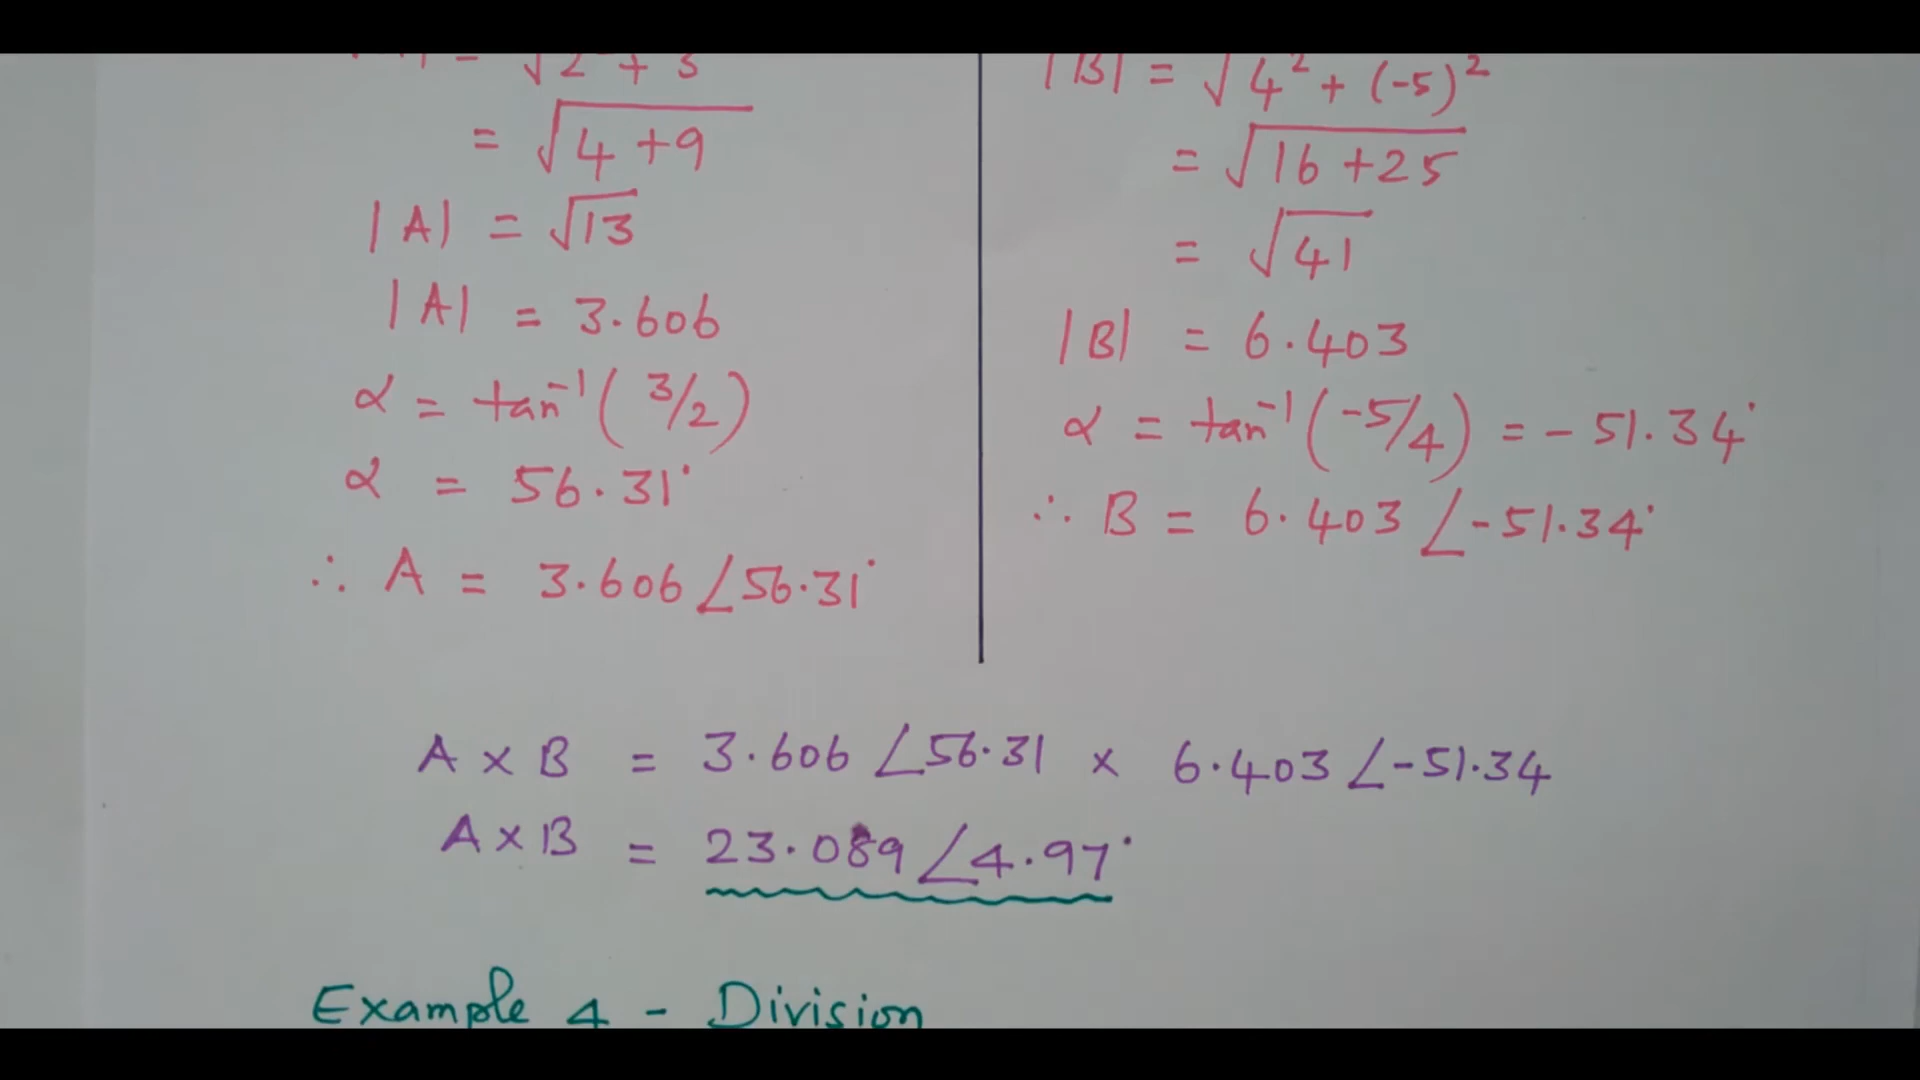 = √2 + 3
= √4 + 9
|A| = √13
|A| = 3.606
α = tan⁻¹(3/2)
α = 56.31°
∴ A = 3.606 ∠56.31°
|B| = √4² + (-5)²
= √16 + 25
= √41
|B| = 6.403
α = tan⁻¹(-5/4) = - 51.34°
∴ B = 6.403 ∠-51.34°
A × B = 3.606 ∠56.31 × 6.403 ∠-51.34
A × B = 23.089 ∠4.97°
Example 4 - Division